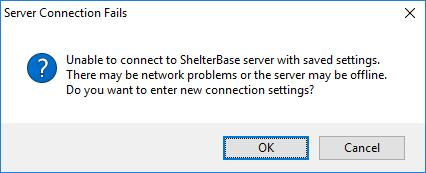 Server Connection Fails
Unable to connect to ShelterBase server with saved settings.
There may be network problems or the server may be offline.
Do you want to enter new connection settings?
OK
Cancel